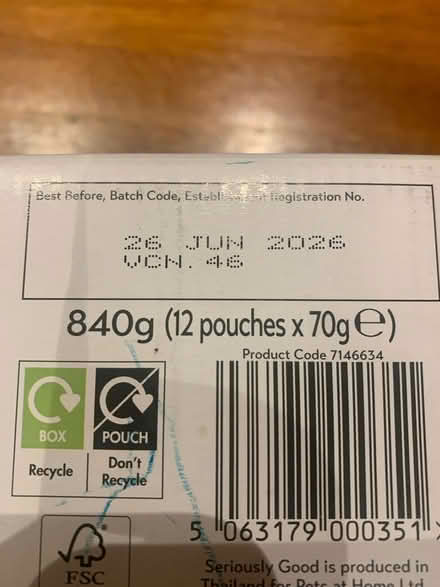 Best Before, Batch Code, Establishment Registration No.
26 JUN 2026
VCN. 46
840g (12 pouches x 70g e)
Product Code 7146634
BOX
POUCH
Recycle
Don't
Recycle
5 063179 000351 >
FSC
Seriously Good is produced in
Thailand for Pets at Home Ltd